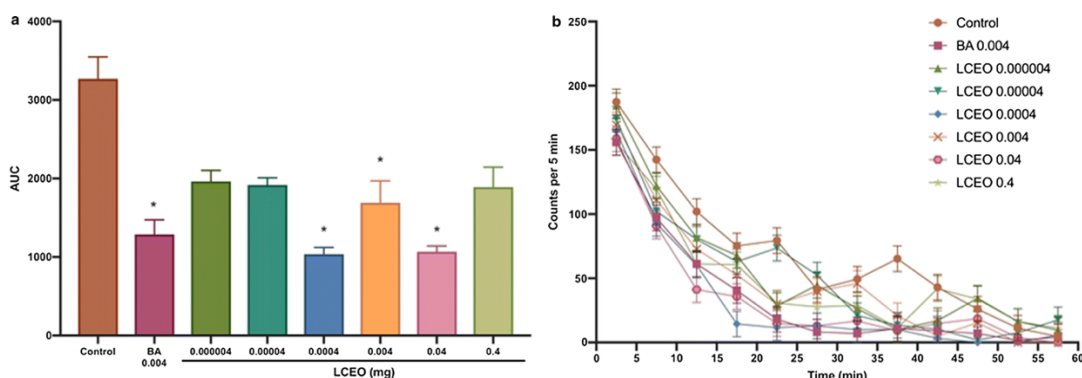 a
4000
3000
2000
1000
0
AUC
*
*
*
*
Control
BA
0.004
0.000004
0.00004
0.0004
0.004
0.04
0.4
LCEO (mg)
b
250
200
150
100
50
0
Counts per 5 min
0 5 10 15 20 25 30 35 40 45 50 55 60
Time (min)
Control
BA 0.004
LCEO 0.000004
LCEO 0.00004
LCEO 0.0004
LCEO 0.004
LCEO 0.04
LCEO 0.4